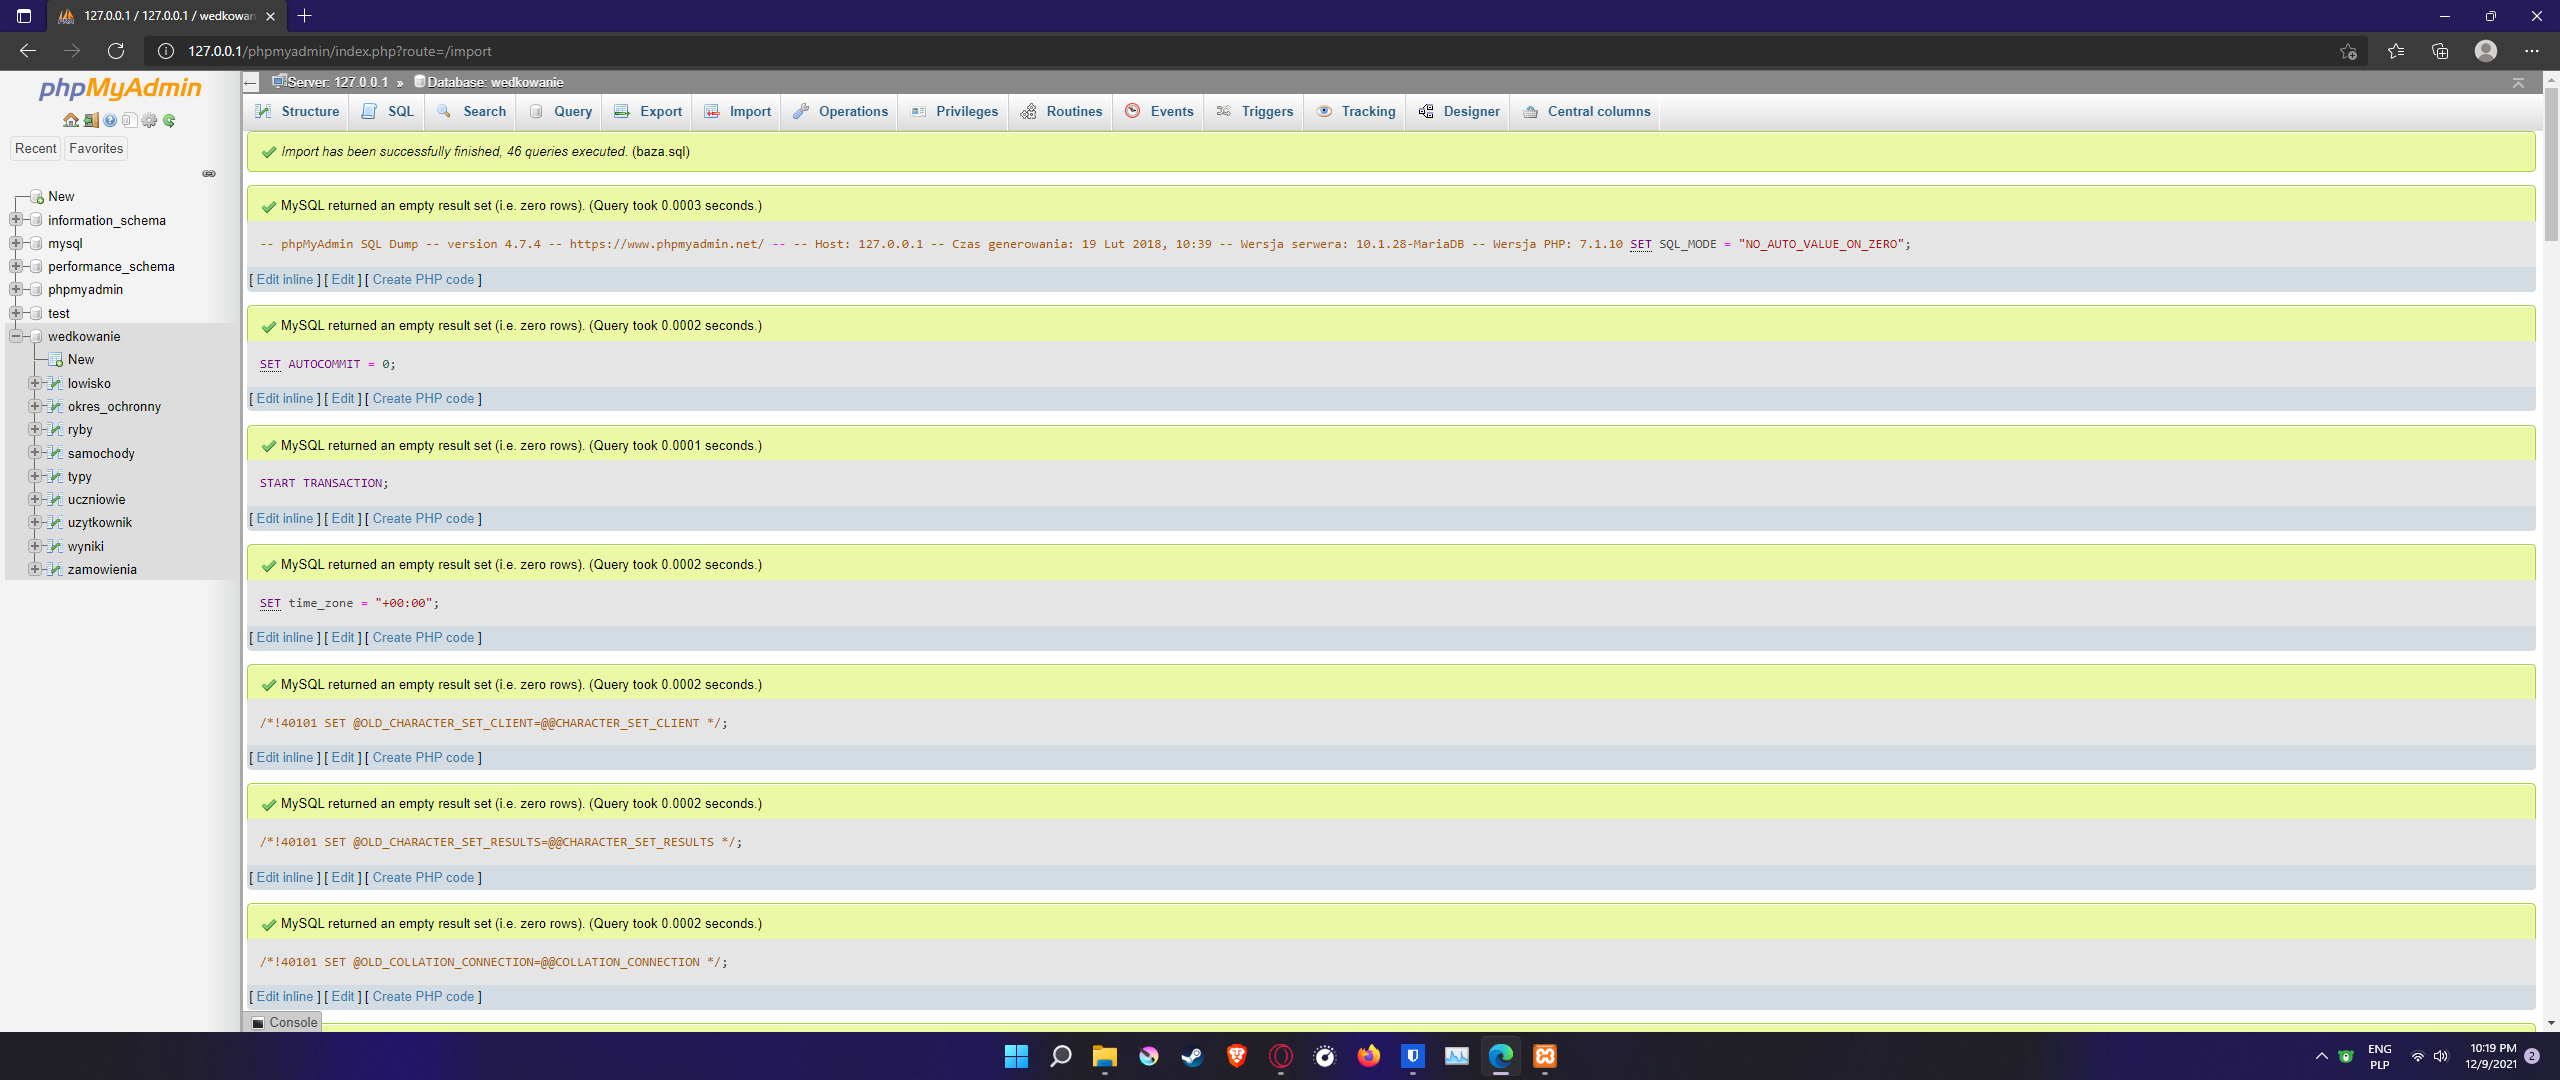 127.0.0.1 / 127.0.0.1 / wedkowan
127.0.0.1/phpmyadmin/index.php?route=/import
phpMyAdmin
Recent Favorites
New
information_schema
mysql
performance_schema
phpmyadmin
test
wedkowanie
New
lowisko
okres_ochronny
ryby
samochody
typy
uczniowie
uzytkownik
wyniki
zamowienia
Server: 127.0.0.1 » Database: wedkowanie
Structure SQL Search Query Export Import Operations Privileges Routines Events Triggers Tracking Designer Central columns
Import has been successfully finished, 46 queries executed. (baza.sql)
MySQL returned an empty result set (i.e. zero rows). (Query took 0.0003 seconds.)
-- phpMyAdmin SQL Dump -- version 4.7.4 -- https://www.phpmyadmin.net/ -- -- Host: 127.0.0.1 -- Czas generowania: 19 Lut 2018, 10:39 -- Wersja serwera: 10.1.28-MariaDB -- Wersja PHP: 7.1.10 SET SQL_MODE = "NO_AUTO_VALUE_ON_ZERO";
[ Edit inline ] [ Edit ] [ Create PHP code ]
MySQL returned an empty result set (i.e. zero rows). (Query took 0.0002 seconds.)
SET AUTOCOMMIT = 0;
[ Edit inline ] [ Edit ] [ Create PHP code ]
MySQL returned an empty result set (i.e. zero rows). (Query took 0.0001 seconds.)
START TRANSACTION;
[ Edit inline ] [ Edit ] [ Create PHP code ]
MySQL returned an empty result set (i.e. zero rows). (Query took 0.0002 seconds.)
SET time_zone = "+00:00";
[ Edit inline ] [ Edit ] [ Create PHP code ]
MySQL returned an empty result set (i.e. zero rows). (Query took 0.0002 seconds.)
/*!40101 SET @OLD_CHARACTER_SET_CLIENT=@@CHARACTER_SET_CLIENT */;
[ Edit inline ] [ Edit ] [ Create PHP code ]
MySQL returned an empty result set (i.e. zero rows). (Query took 0.0002 seconds.)
/*!40101 SET @OLD_CHARACTER_SET_RESULTS=@@CHARACTER_SET_RESULTS */;
[ Edit inline ] [ Edit ] [ Create PHP code ]
MySQL returned an empty result set (i.e. zero rows). (Query took 0.0002 seconds.)
/*!40101 SET @OLD_COLLATION_CONNECTION=@@COLLATION_CONNECTION */;
[ Edit inline ] [ Edit ] [ Create PHP code ]
Console
ENG
PLP
10:19 PM
12/9/2021
2